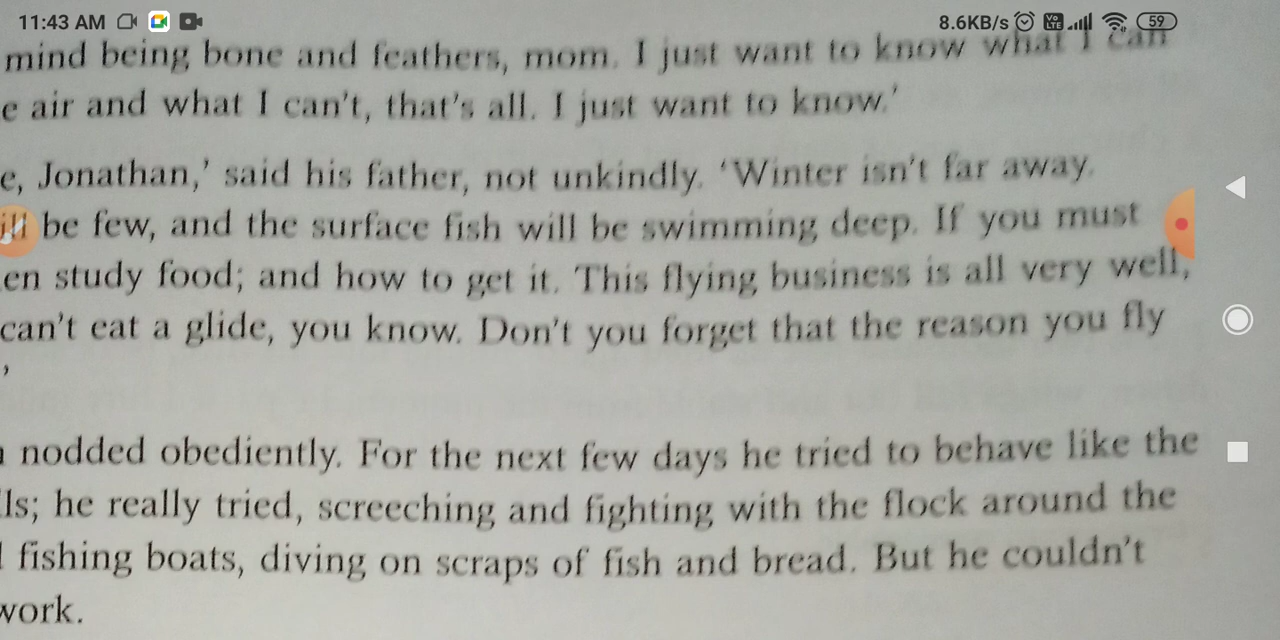 11:43 AM 8.6KB/s Vo LTE 59
mind being bone and feathers, mom. I just want to know what I can
e air and what I can't, that's all. I just want to know.'
e, Jonathan,' said his father, not unkindly. 'Winter isn't far away.
ill be few, and the surface fish will be swimming deep. If you must
en study food; and how to get it. This flying business is all very well,
can't eat a glide, you know. Don't you forget that the reason you fly
'
nodded obediently. For the next few days he tried to behave like the
ls; he really tried, screeching and fighting with the flock around the
fishing boats, diving on scraps of fish and bread. But he couldn't
work.